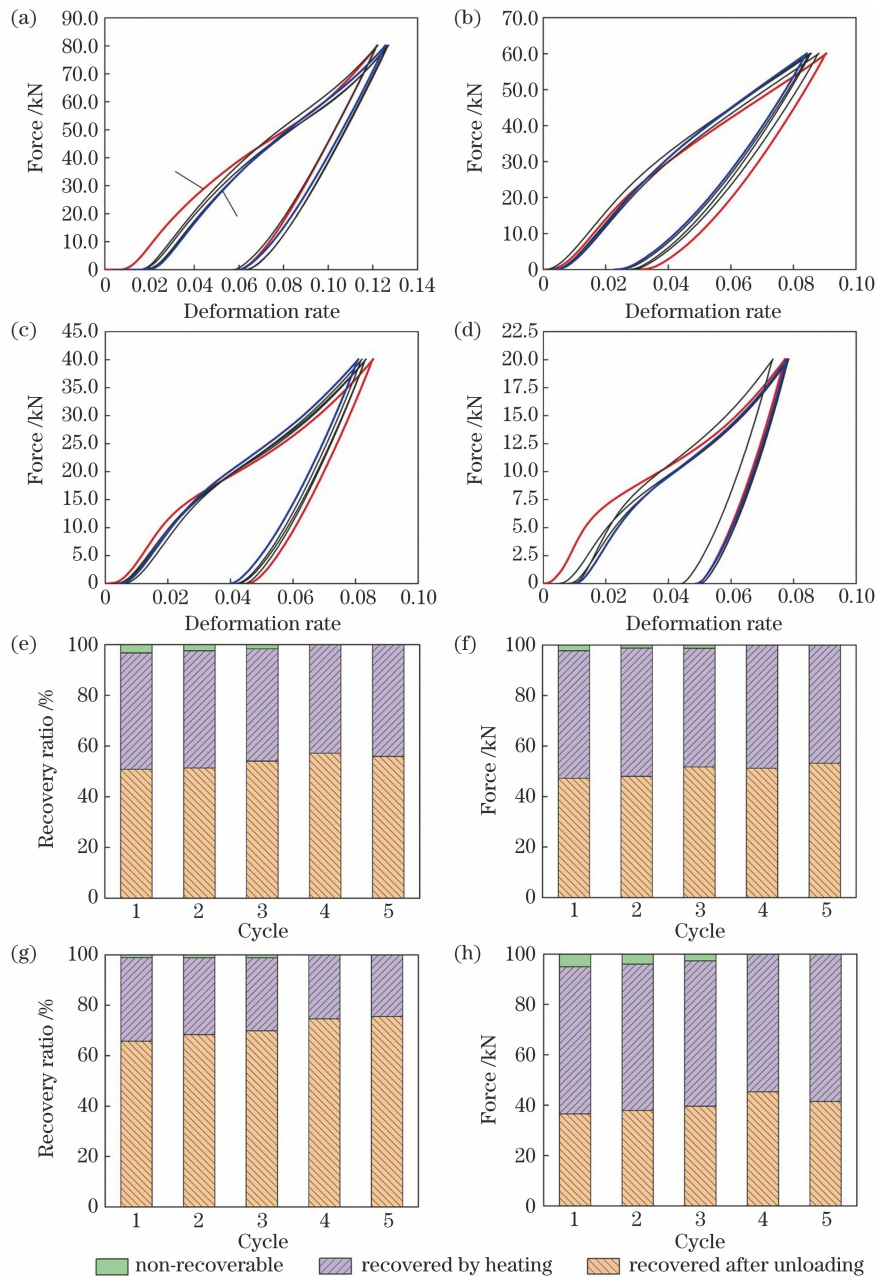 (a)
90.0
80.0
70.0
60.0
50.0
40.0
30.0
20.0
10.0
0
Force /kN
0 0.02 0.04 0.06 0.08 0.10 0.12 0.14
Deformation rate
(b)
70.0
60.0
50.0
40.0
30.0
20.0
10.0
0
Force /kN
0 0.02 0.04 0.06 0.08 0.10
Deformation rate
(c)
45.0
40.0
35.0
30.0
25.0
20.0
15.0
10.0
5.0
0
Force /kN
0 0.02 0.04 0.06 0.08 0.10
Deformation rate
(d)
22.5
20.0
17.5
15.0
12.5
10.0
7.5
5.0
2.5
0
Force /kN
0 0.02 0.04 0.06 0.08 0.10
Deformation rate
(e)
100
80
60
40
20
0
Recovery ratio /%
1 2 3 4 5
Cycle
(f)
100
80
60
40
20
0
Force /kN
1 2 3 4 5
Cycle
(g)
100
80
60
40
20
0
Recovery ratio /%
1 2 3 4 5
Cycle
(h)
100
80
60
40
20
0
Force /kN
1 2 3 4 5
Cycle
non-recoverable
recovered by heating
recovered after unloading